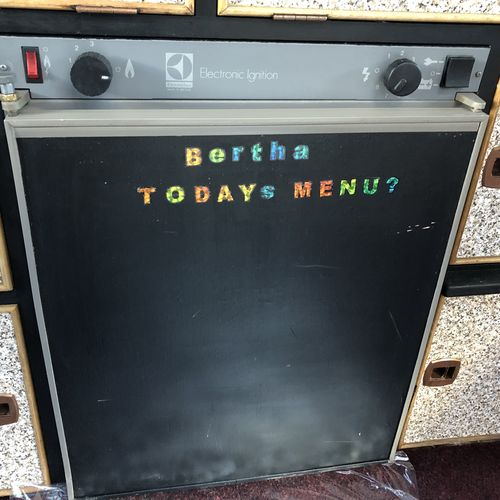 Electronic Ignition
Bertha
TODAYs MENU?